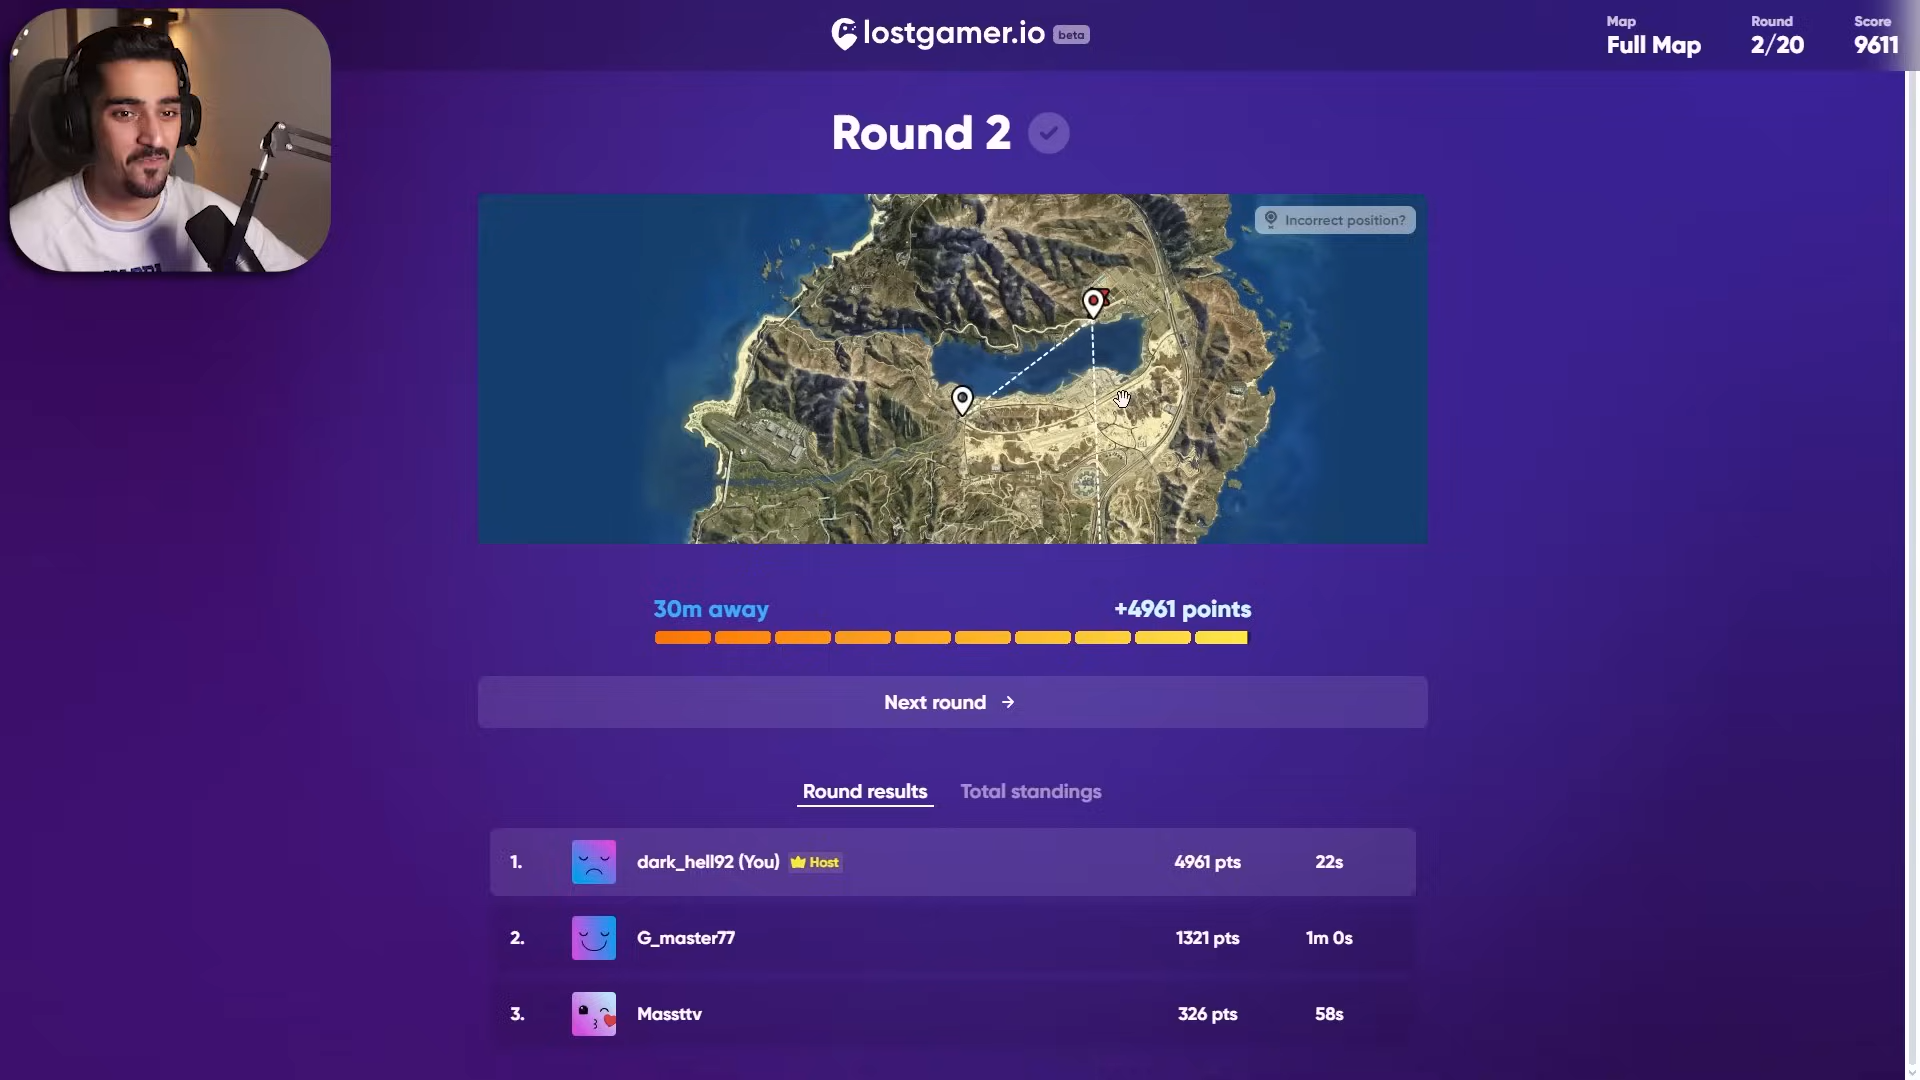 lostgamer.io beta
Map
Full Map
Round
2/20
Score
9611
Round 2
Incorrect position?
30m away
+4961 points
Next round →
Round results
Total standings
1. dark_hell92 (You) Host 4961 pts 22s
2. G_master77 1321 pts 1m 0s
3. Massttv 326 pts 58s